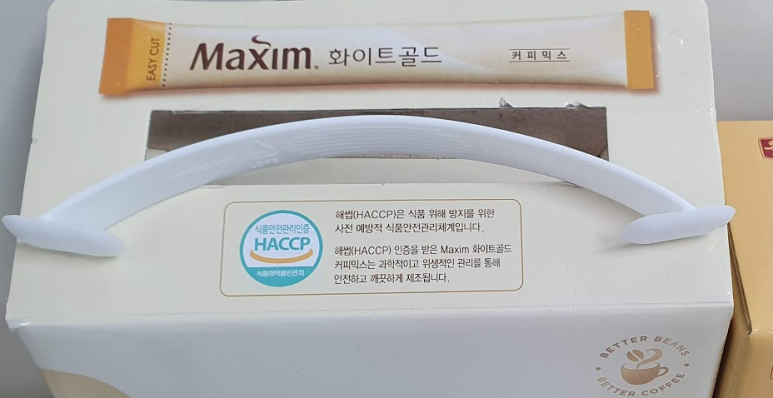 EASY CUT
Maxim. 화이트골드
커피믹스
식품안전관리인증
HACCP
식품의약품안전처
해썹(HACCP)은 식품 위해 방지를 위한
사전 예방적 식품안전관리체계입니다.
해썹(HACCP) 인증을 받은 Maxim 화이트골드
커피믹스는 과학적이고 위생적인 관리를 통해
안전하고 깨끗하게 제조됩니다.
BETTER BEANS
BETTER COFFEE